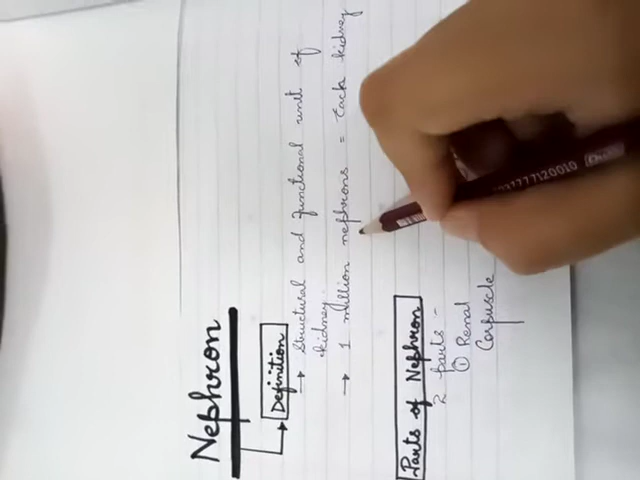 Nephron
Definition
→ Structural and functional unit of
kidney.
→ 1 million nephrons = Each kidney
Parts of Nephron
2 parts :-
① Renal
Corpuscle